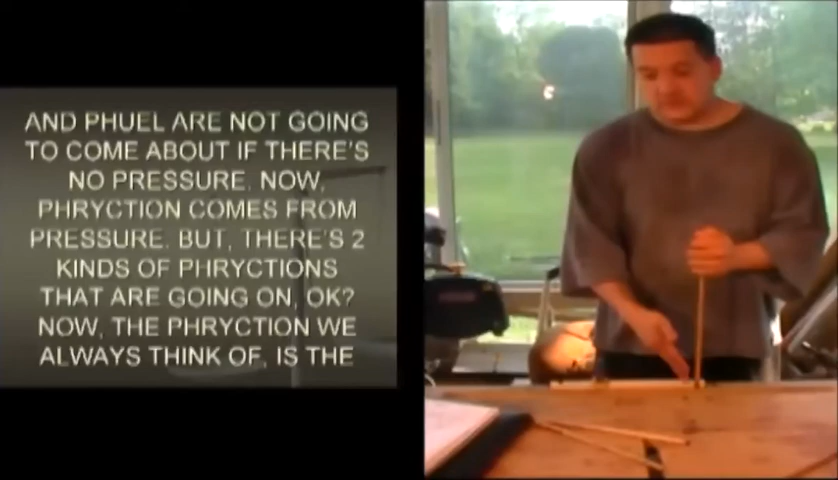 AND PHUEL ARE NOT GOING
TO COME ABOUT IF THERE'S
NO PRESSURE. NOW,
PHRYCTION COMES FROM
PRESSURE. BUT, THERE'S 2
KINDS OF PHRYCTIONS
THAT ARE GOING ON, OK?
NOW, THE PHRYCTION WE
ALWAYS THINK OF, IS THE